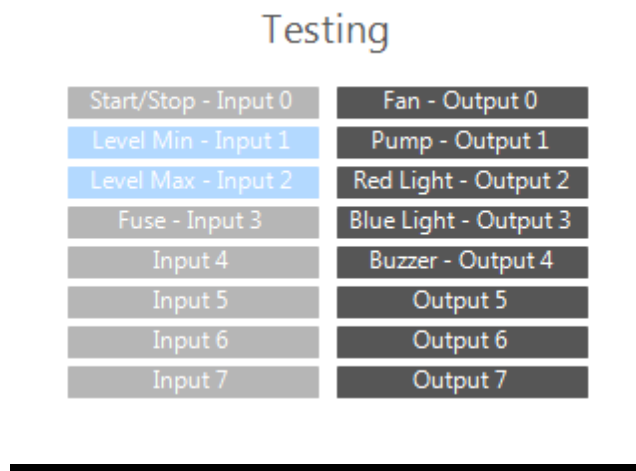 Testing
Start/Stop - Input 0
Fan - Output 0
Level Min - Input 1
Pump - Output 1
Level Max - Input 2
Red Light - Output 2
Fuse - Input 3
Blue Light - Output 3
Input 4
Buzzer - Output 4
Input 5
Output 5
Input 6
Output 6
Input 7
Output 7